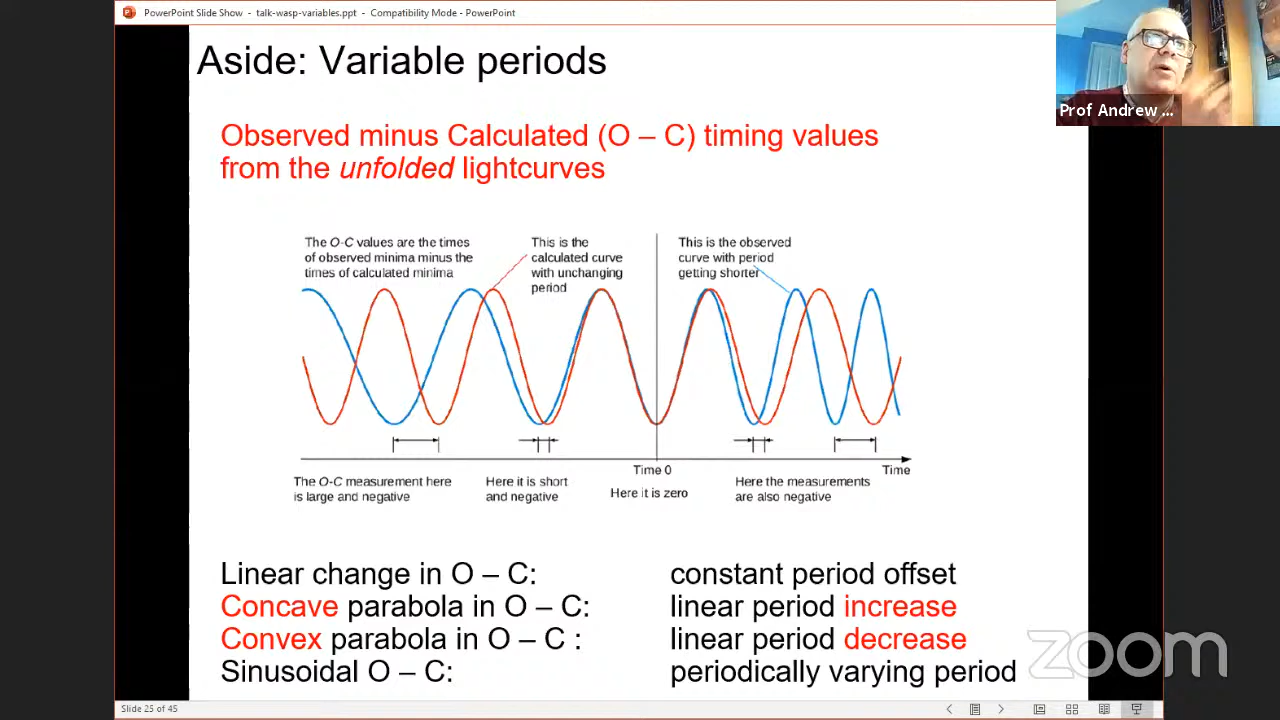 PowerPoint Slide Show - talk-wasp-variables.ppt - Compatibility Mode - PowerPoint
Prof Andrew ...
Aside: Variable periods
Observed minus Calculated (O – C) timing values
from the unfolded lightcurves
The O-C values are the times
of observed minima minus the
times of calculated minima
This is the
calculated curve
with unchanging
period
This is the observed
curve with period
getting shorter
Time 0
Time
The O-C measurement here
is large and negative
Here it is short
and negative
Here it is zero
Here the measurements
are also negative
Linear change in O – C: constant period offset
Concave parabola in O – C: linear period increase
Convex parabola in O – C : linear period decrease
Sinusoidal O – C: periodically varying period
zoom
Slide 25 of 45